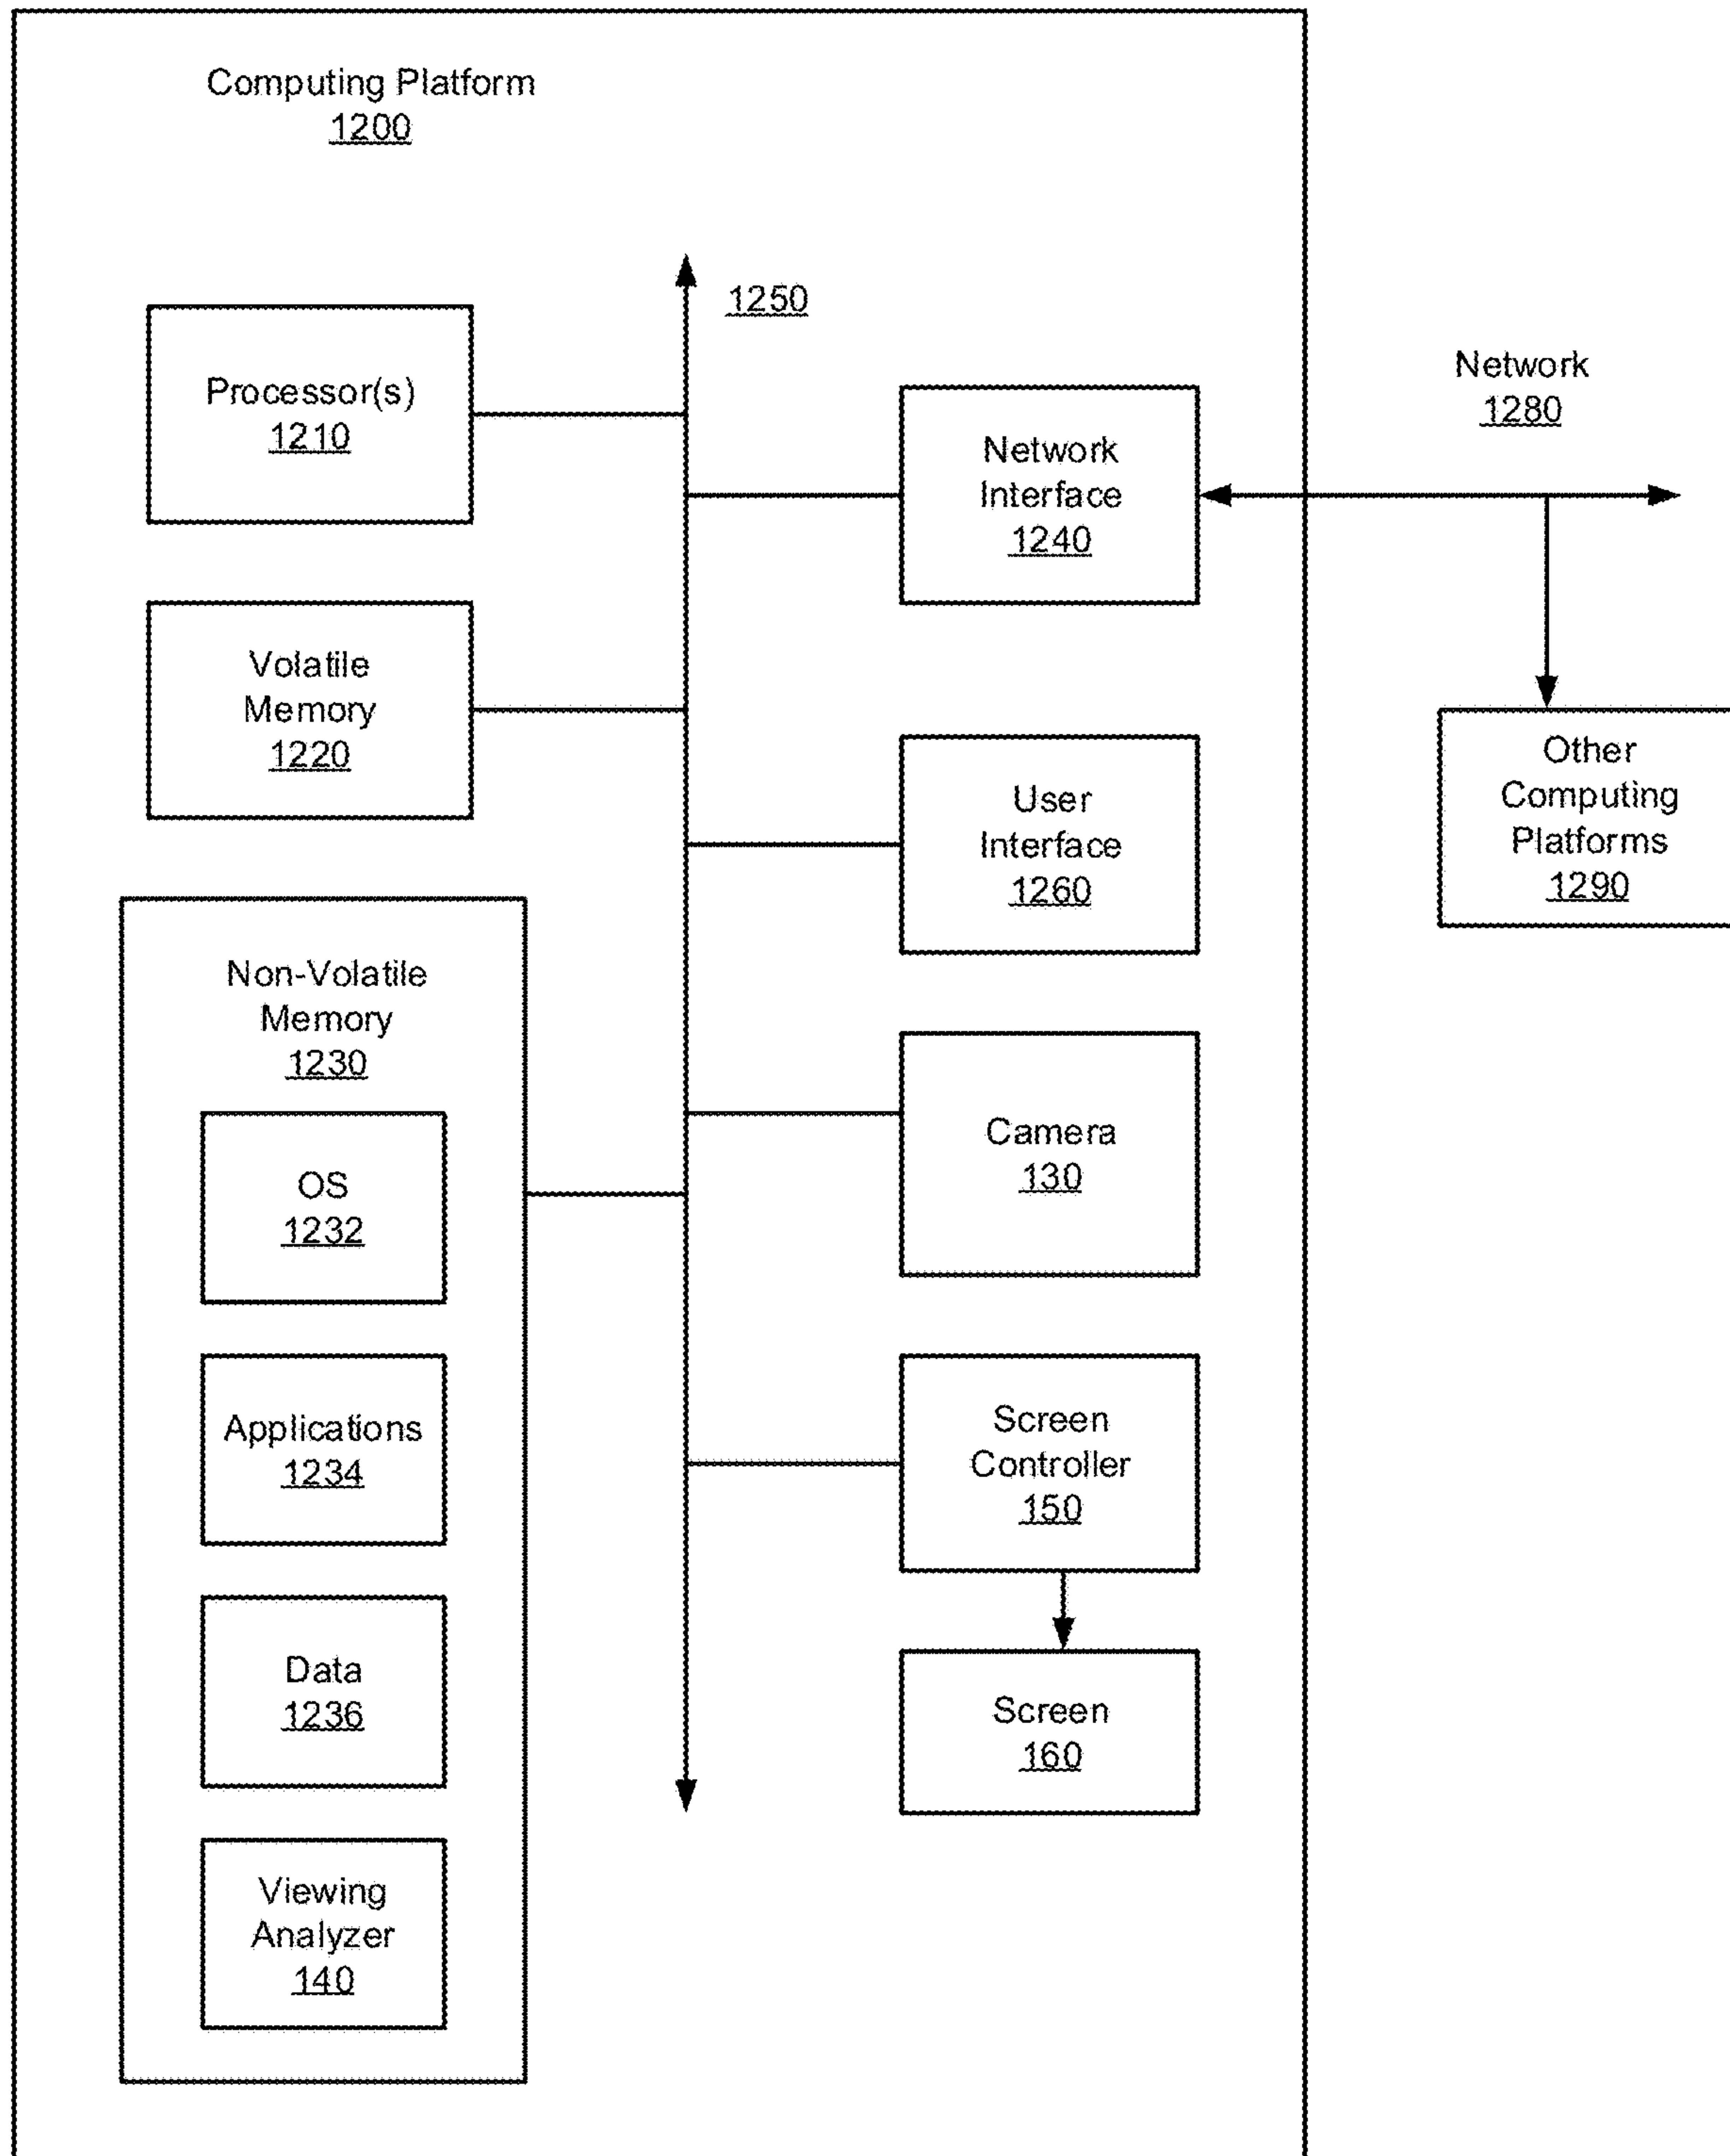 Computing Platform
1200
1250
Processor(s)
1210
Network
Interface
1240
Network
1280
Volatile
Memory
1220
User
Interface
1260
Other
Computing
Platforms
1290
Non-Volatile
Memory
1230
OS
1232
Applications
1234
Data
1236
Viewing
Analyzer
140
Camera
130
Screen
Controller
150
Screen
160